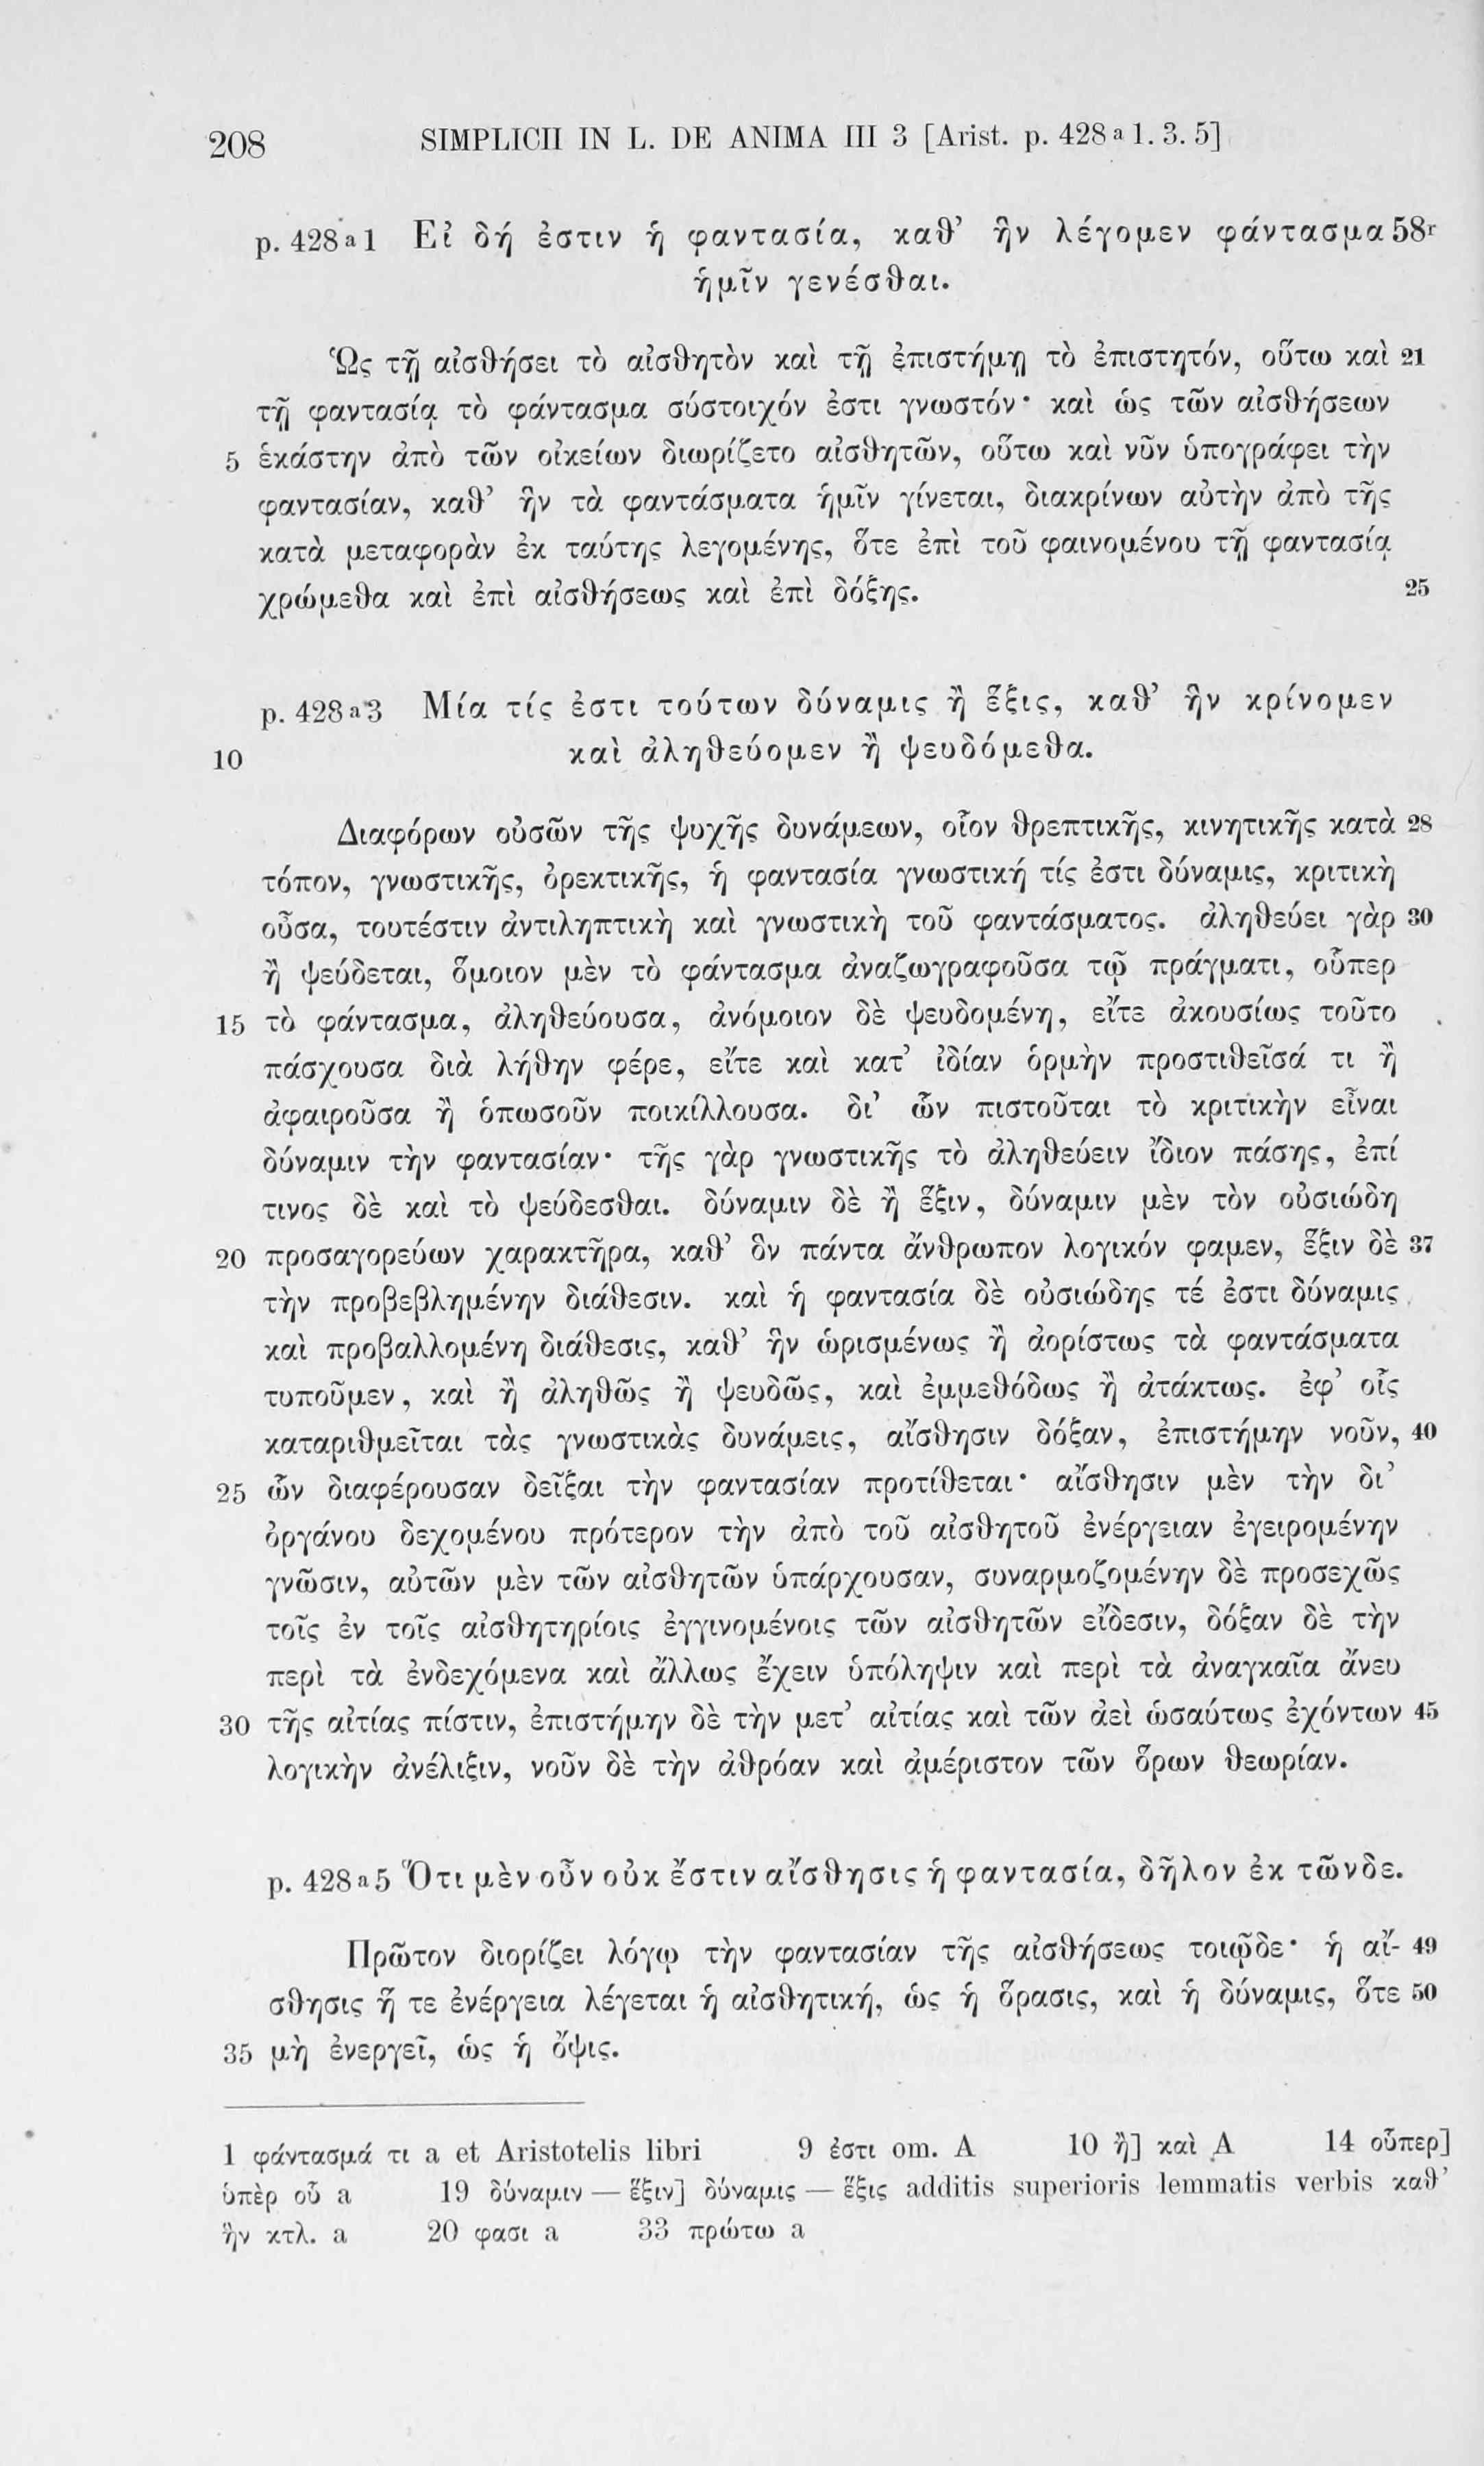 208 SIMPLICII IN L. DE ANIMA III 3 [Arist. p. 428 a 1. 3. 5]
p. 428 a 1 Εἰ δή ἐστιν ἡ φαντασία, καθ’ ἣν λέγομεν φάντασμα 58r
ἡμῖν γενέσθαι.
Ὡς τῇ αἰσθήσει τὸ αἰσθητὸν καὶ τῇ ἐπιστήμῃ τὸ ἐπιστητόν, οὕτω καὶ 21
τῇ φαντασίᾳ τὸ φάντασμα σύστοιχόν ἐστι γνωστόν· καὶ ὡς τῶν αἰσθήσεων
5 ἑκάστην ἀπὸ τῶν οἰκείων διωρίζετο αἰσθητῶν, οὕτω καὶ νῦν ὑπογράφει τὴν
φαντασίαν, καθ’ ἣν τὰ φαντάσματα ἡμῖν γίνεται, διακρίνων αὐτὴν ἀπὸ τῆς
κατὰ μεταφορὰν ἐκ ταύτης λεγομένης, ὅτε ἐπὶ τοῦ φαινομένου τῇ φαντασίᾳ
χρώμεθα καὶ ἐπὶ αἰσθήσεως καὶ ἐπὶ δόξης. 25
p. 428 a 3 Μία τίς ἐστι τούτων δύναμις ἢ ἕξις, καθ’ ἣν κρίνομεν
10 καὶ ἀληθεύομεν ἢ ψευδόμεθα.
Διαφόρων οὐσῶν τῆς ψυχῆς δυνάμεων, οἷον θρεπτικῆς, κινητικῆς κατὰ 28
τόπον, γνωστικῆς, ὀρεκτικῆς, ἡ φαντασία γνωστική τίς ἐστι δύναμις, κριτικὴ
οὖσα, τουτέστιν ἀντιληπτικὴ καὶ γνωστικὴ τοῦ φαντάσματος. ἀληθεύει γὰρ 30
ἢ ψεύδεται, ὅμοιον μὲν τὸ φάντασμα ἀναζωγραφοῦσα τῷ πράγματι, οὗπερ
15 τὸ φάντασμα, ἀληθεύουσα, ἀνόμοιον δὲ ψευδομένη, εἴτε ἀκουσίως τοῦτο
πάσχουσα διὰ λήθην φέρε, εἴτε καὶ κατ’ ἰδίαν ὁρμὴν προστιθεῖσά τι ἢ
ἀφαιροῦσα ἢ ὁπωσοῦν ποικίλλουσα. δι’ ὧν πιστοῦται τὸ κριτικὴν εἶναι
δύναμιν τὴν φαντασίαν· τῆς γὰρ γνωστικῆς τὸ ἀληθεύειν ἴδιον πάσης, ἐπί
τινος δὲ καὶ τὸ ψεύδεσθαι. δύναμιν δὲ ἢ ἕξιν, δύναμιν μὲν τὸν οὐσιώδη
20 προσαγορεύων χαρακτῆρα, καθ’ ὃν πάντα ἄνθρωπον λογικόν φαμεν, ἕξιν δὲ 37
τὴν προβεβλημένην διάθεσιν. καὶ ἡ φαντασία δὲ οὐσιώδης τέ ἐστι δύναμις
καὶ προβαλλομένη διάθεσις, καθ’ ἣν ὡρισμένως ἢ ἀορίστως τὰ φαντάσματα
τυποῦμεν, καὶ ἢ ἀληθῶς ἢ ψευδῶς, καὶ ἐμμεθόδως ἢ ἀτάκτως. ἐφ’ οἷς
καταριθμεῖται τὰς γνωστικὰς δυνάμεις, αἴσθησιν δόξαν, ἐπιστήμην νοῦν, 40
25 ὧν διαφέρουσαν δεῖξαι τὴν φαντασίαν προτίθεται· αἴσθησιν μὲν τὴν δι’
ὀργάνου δεχομένου πρότερον τὴν ἀπὸ τοῦ αἰσθητοῦ ἐνέργειαν ἐγειρομένην
γνῶσιν, αὐτῶν μὲν τῶν αἰσθητῶν ὑπάρχουσαν, συναρμοζομένην δὲ προσεχῶς
τοῖς ἐν τοῖς αἰσθητηρίοις ἐγγινομένοις τῶν αἰσθητῶν εἴδεσιν, δόξαν δὲ τὴν
περὶ τὰ ἐνδεχόμενα καὶ ἄλλως ἔχειν ὑπόληψιν καὶ περὶ τὰ ἀναγκαῖα ἄνευ
30 τῆς αἰτίας πίστιν, ἐπιστήμην δὲ τὴν μετ’ αἰτίας καὶ τῶν ἀεὶ ὡσαύτως ἐχόντων 45
λογικὴν ἀνέλιξιν, νοῦν δὲ τὴν ἀθρόαν καὶ ἀμέριστον τῶν ὅρων θεωρίαν.
p. 428 a 5 Ὅτι μὲν οὖν οὐκ ἔστιν αἴσθησις ἡ φαντασία, δῆλον ἐκ τῶνδε.
Πρῶτον διορίζει λόγῳ τὴν φαντασίαν τῆς αἰσθήσεως τοιῷδε· ἡ αἴ- 49
σθησις ἥ τε ἐνέργεια λέγεται ἡ αἰσθητική, ὡς ἡ ὅρασις, καὶ ἡ δύναμις, ὅτε 50
35 μὴ ἐνεργεῖ, ὡς ἡ ὄψις.
1 φάντασμά τι a et Aristotelis libri 9 ἐστι om. A 10 ἢ] καὶ A 14 οὗπερ]
ὑπὲρ οὗ a 19 δύναμιν — ἕξιν] δύναμις — ἕξις additis superioris lemmatis verbis καθ’
ἣν κτλ. a 20 φασι a 33 πρώτω a